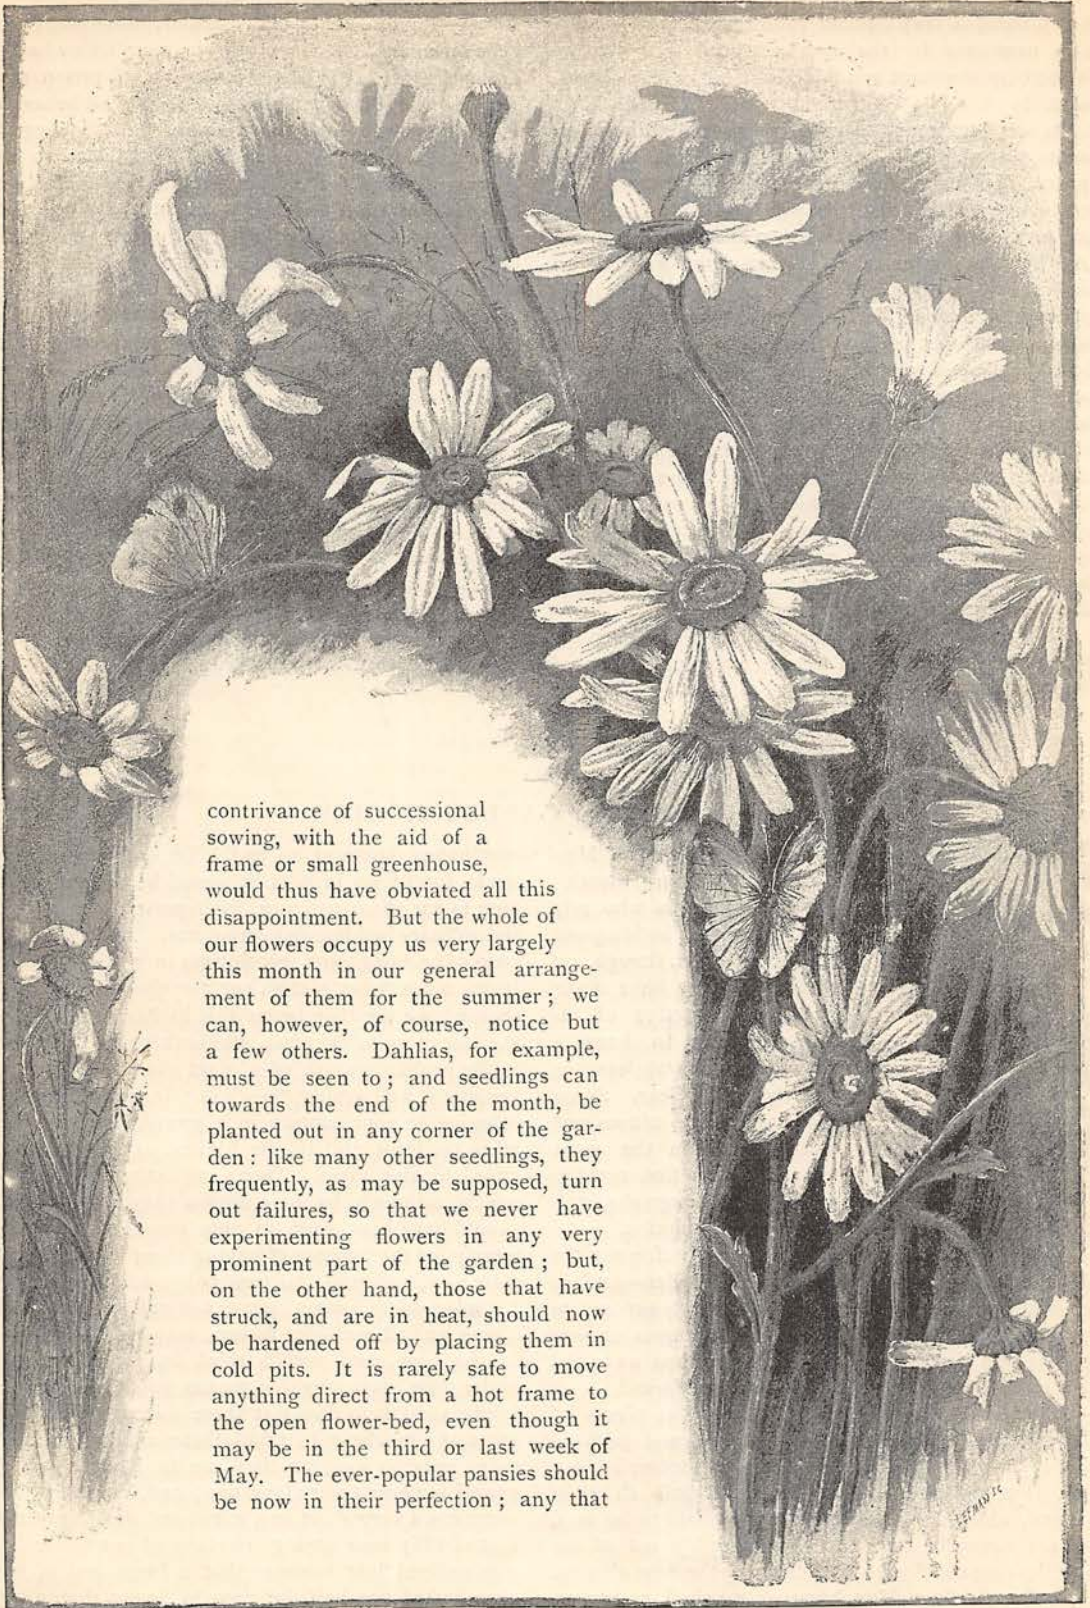 contrivance of successional
sowing, with the aid of a
frame or small greenhouse,
would thus have obviated all this
disappointment. But the whole of
our flowers occupy us very largely
this month in our general arrange-
ment of them for the summer ; we
can, however, of course, notice but
a few others. Dahlias, for example,
must be seen to ; and seedlings can
towards the end of the month, be
planted out in any corner of the gar-
den : like many other seedlings, they
frequently, as may be supposed, turn
out failures, so that we never have
experimenting flowers in any very
prominent part of the garden ; but,
on the other hand, those that have
struck, and are in heat, should now
be hardened off by placing them in
cold pits. It is rarely safe to move
anything direct from a hot frame to
the open flower-bed, even though it
may be in the third or last week of
May. The ever-popular pansies should
be now in their perfection ; any that